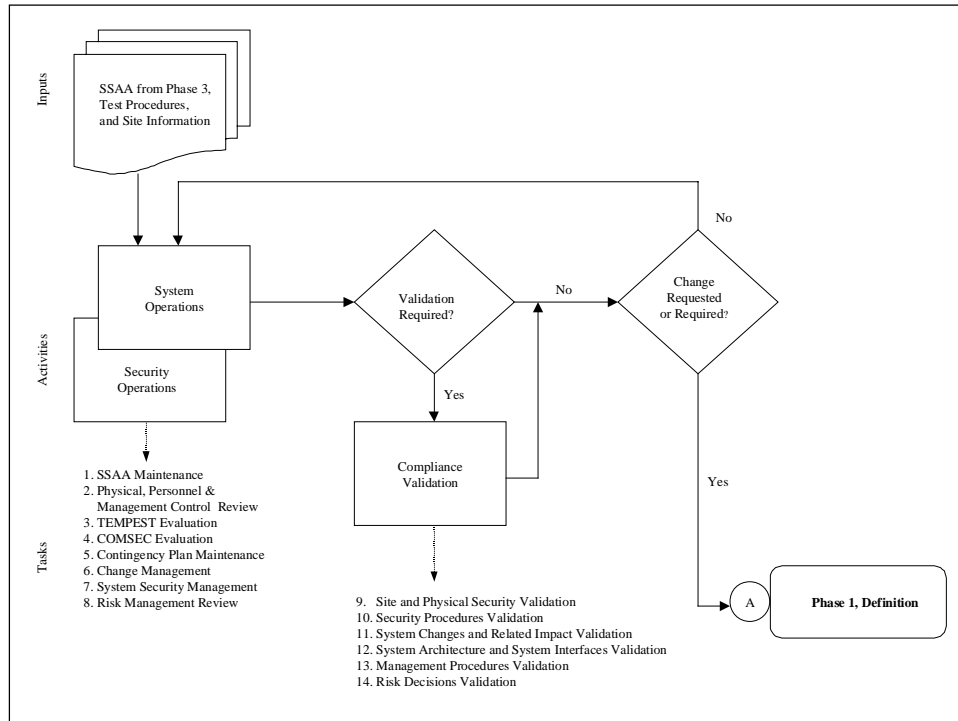 Inputs
SSAA from Phase 3,
Test Procedures,
and Site Information
No
Activities
System
Operations
Validation
Required?
No
Change
Requested
or Required?
Security
Operations
Yes
Compliance
Validation
Yes
Tasks
1. SSAA Maintenance
2. Physical, Personnel &
Management Control Review
3. TEMPEST Evaluation
4. COMSEC Evaluation
5. Contingency Plan Maintenance
6. Change Management
7. System Security Management
8. Risk Management Review
9. Site and Physical Security Validation
10. Security Procedures Validation
11. System Changes and Related Impact Validation
12. System Architecture and System Interfaces Validation
13. Management Procedures Validation
14. Risk Decisions Validation
A
Phase 1, Definition